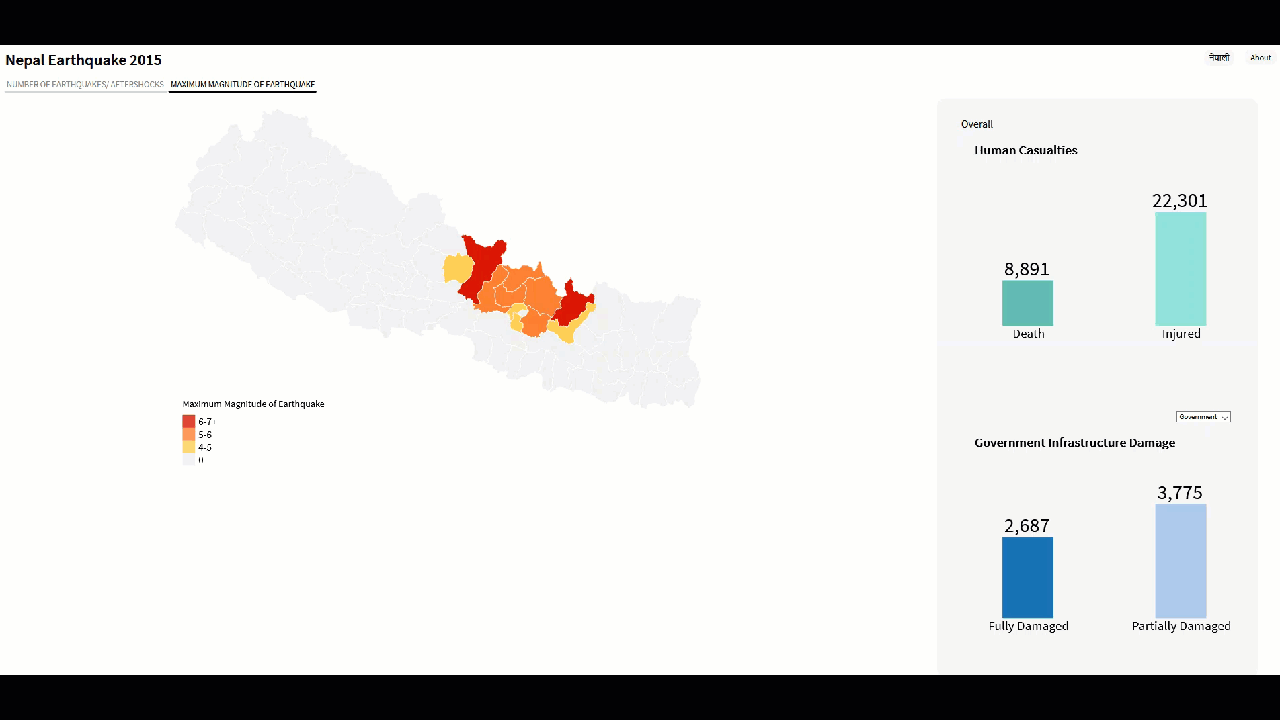 Nepal Earthquake 2015
नेपाली
About
NUMBER OF EARTHQUAKES/ AFTERSHOCKS
MAXIMUM MAGNITUDE OF EARTHQUAKE
Overall
Human Casualties
22,301
8,891
Death
Injured
Maximum Magnitude of Earthquake
6-7+
5-6
4-5
0
Government
Government Infrastructure Damage
3,775
2,687
Fully Damaged
Partially Damaged